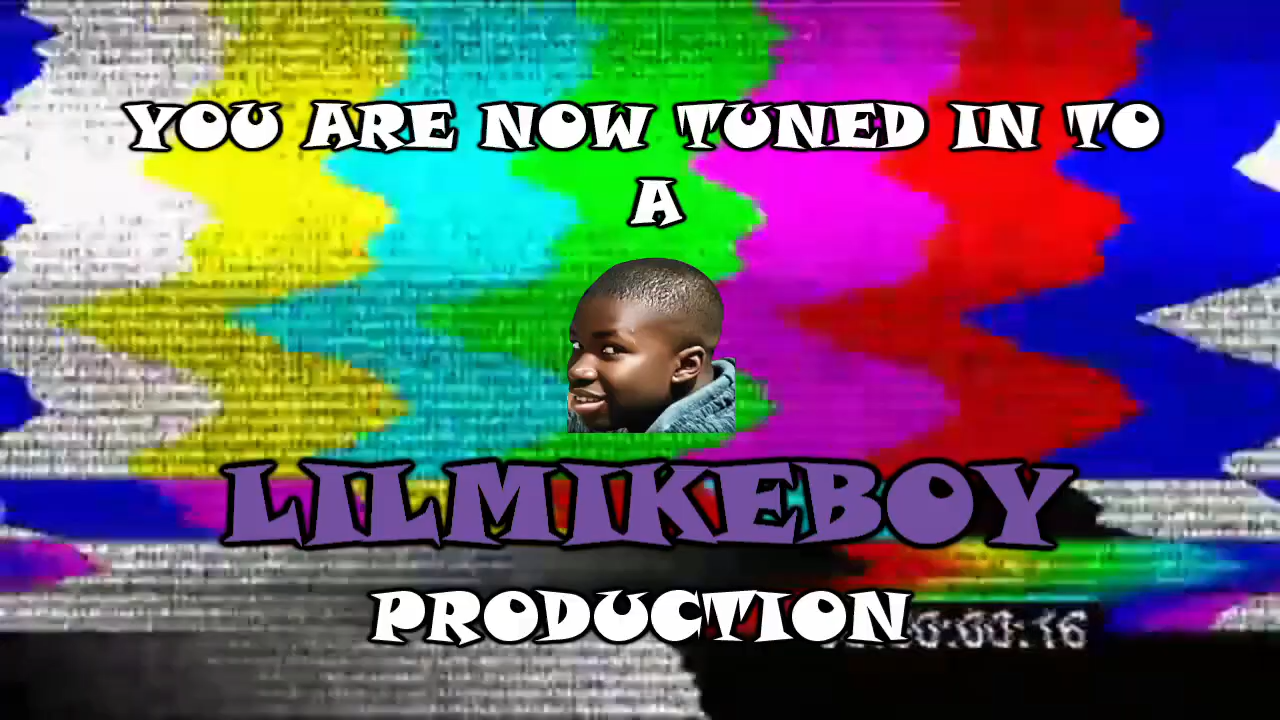 YOU ARE NOW TUNED IN TO
A
LILMIKEBOY
PRODUCTION